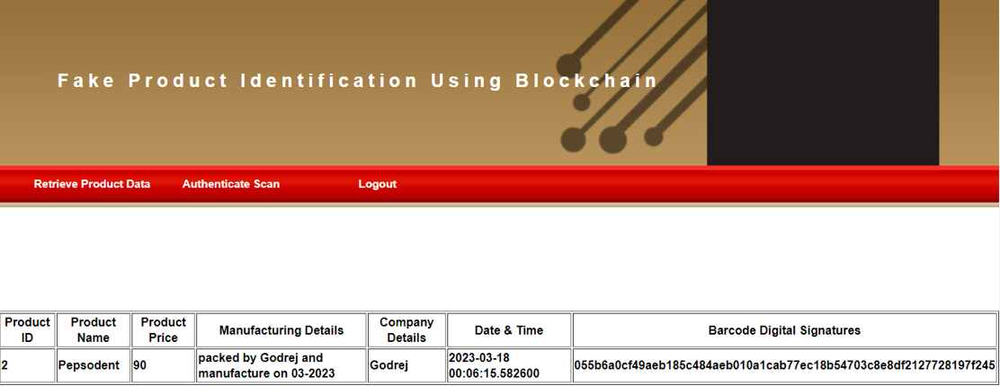 Fake Product Identification Using Blockchain
Retrieve Product Data Authenticate Scan Logout
Product ID Product Name Product Price Manufacturing Details Company Details Date & Time Barcode Digital Signatures
2 Pepsodent 90 packed by Godrej and manufacture on 03-2023 Godrej 2023-03-18 00:06:15.582600 055b6a0cf49aeb185c484aeb010a1cab77ec18b54703c8e8df2127728197f245